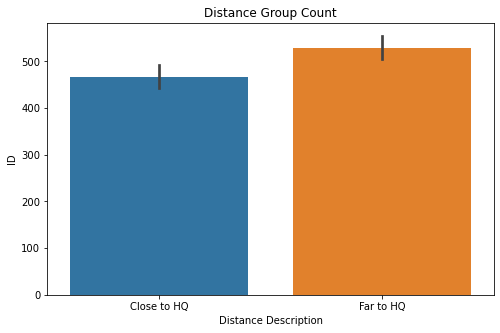 Distance Group Count
ID
500
400
300
200
100
0
Close to HQ
Far to HQ
Distance Description